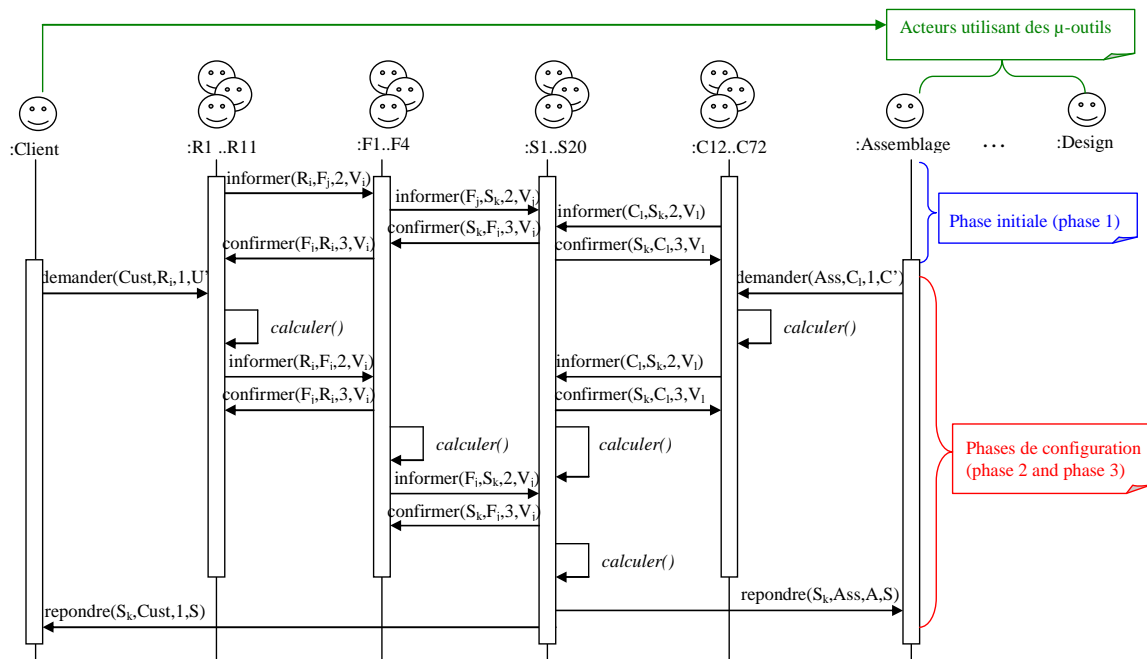 Acteurs utilisant des µ-outils
:Client
:R1 ..R11
:F1..F4
:S1..S20
:C12..C72
:Assemblage
...
:Design
informer(Ri,Fj,2,Vi)
informer(Fj,Sk,2,Vj)
informer(Cl,Sk,2,Vl)
confirmer(Sk,Fj,3,Vi)
confirmer(Fj,Ri,3,Vi)
confirmer(Sk,Cl,3,Vl
Phase initiale (phase 1)
demander(Cust,Ri,1,U’
demander(Ass,Cl,1,C’)
calculer()
calculer()
informer(Ri,Fj,2,Vi)
informer(Cl,Sk,2,Vl)
confirmer(Fj,Ri,3,Vi)
confirmer(Sk,Cl,3,Vl
calculer()
calculer()
Phases de configuration
(phase 2 and phase 3)
informer(Fj,Sk,2,Vj)
confirmer(Sk,Fj,3,Vi)
calculer()
repondre(Sk,Ass,A,S)
repondre(Sk,Cust,1,S)